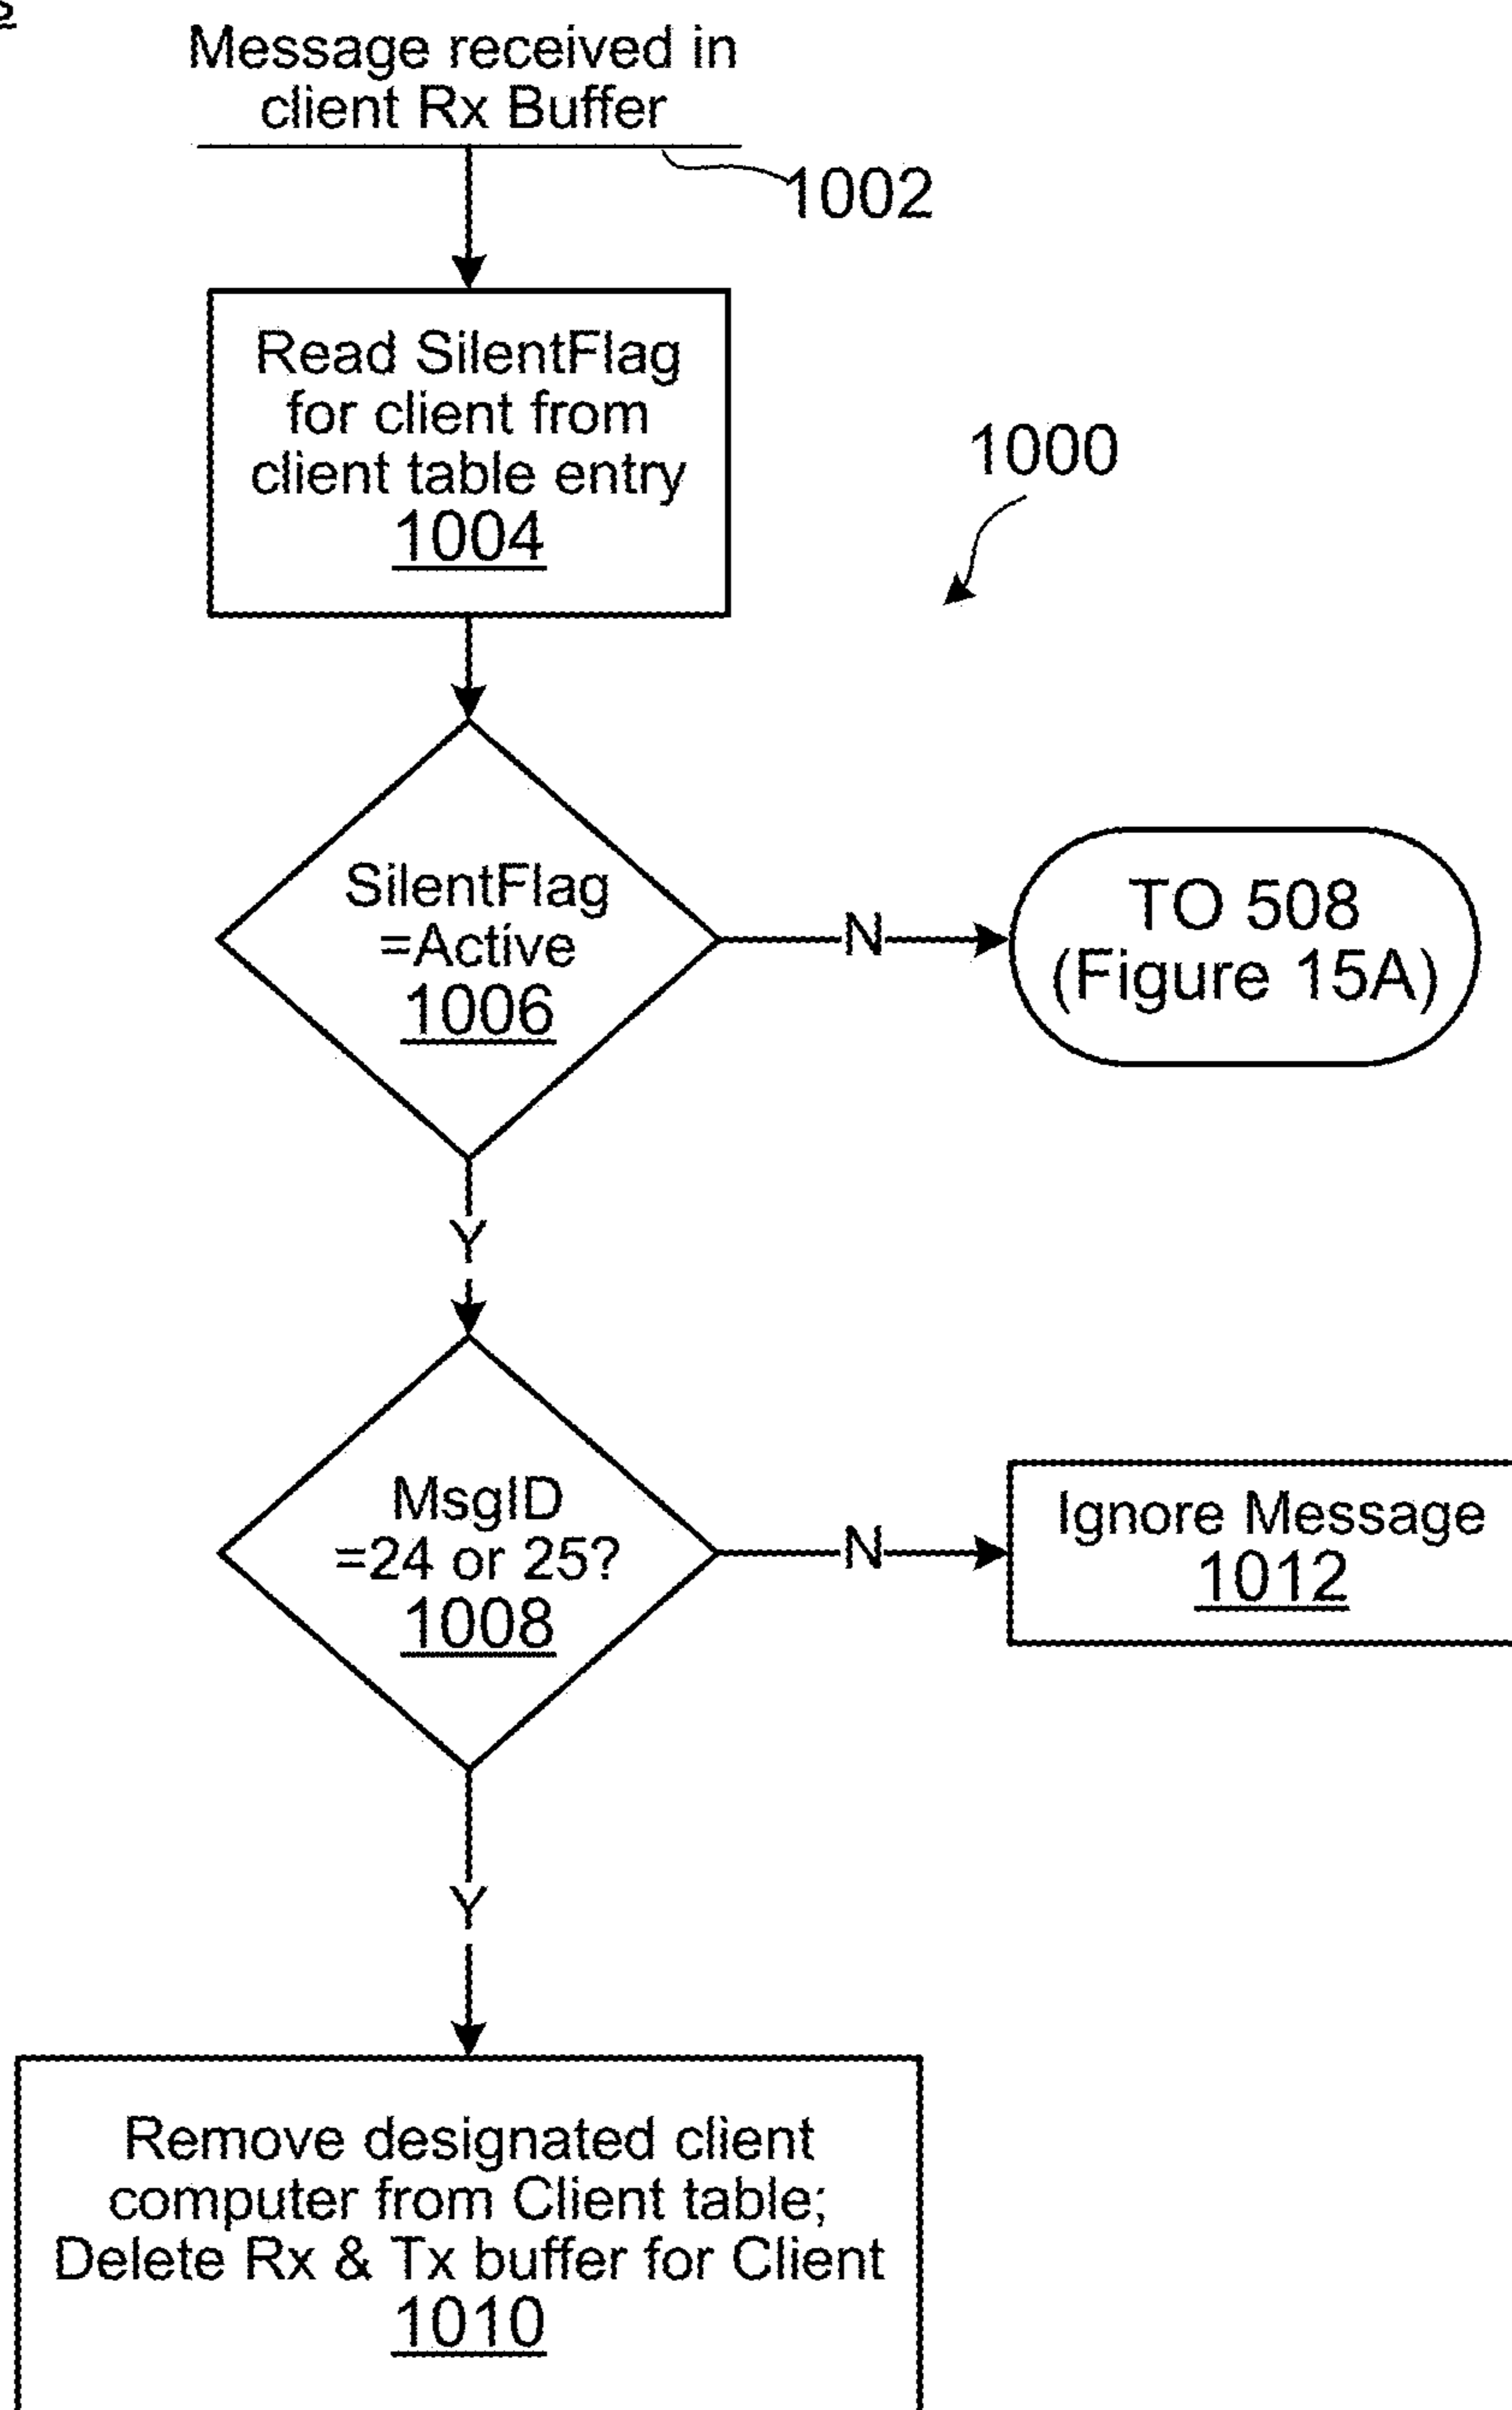 Message received in
client Rx Buffer
1002
Read SilentFlag
for client from
client table entry
1004
1000
SilentFlag
=Active
1006
N
TO 508
(Figure 15A)
Y
MsgID
=24 or 25?
1008
N
Ignore Message
1012
Y
Remove designated client
computer from Client table;
Delete Rx & Tx buffer for Client
1010